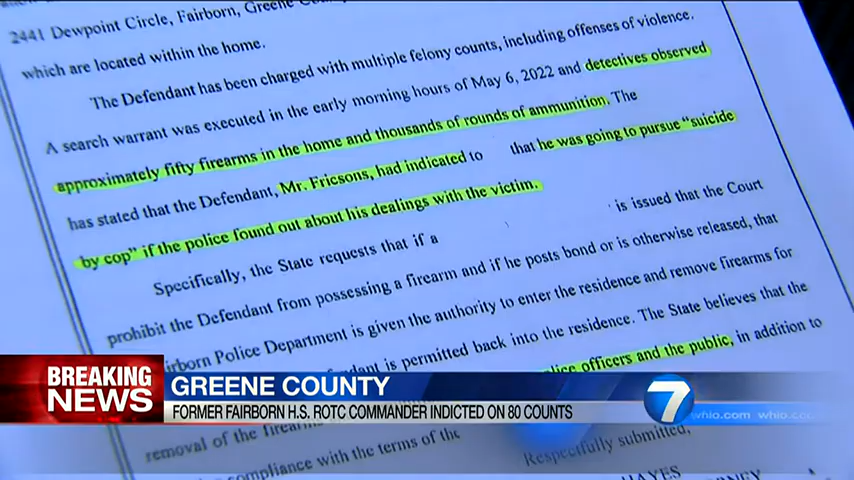 2441 Dewpoint Circle, Fairborn, Greene
which are located within the home.
The Defendant has been charged with multiple felony counts, including offenses of violence.
A search warrant was executed in the early morning hours of May 6, 2022 and detectives observed
approximately fifty firearms in the home and thousands of rounds of ammunition. The
has stated that the Defendant, Mr. Fricsons, had indicated to that he was going to pursue "suicide
by cop" if the police found out about his dealings with the victim.
Specifically, the State requests that if a is issued that the Court
prohibit the Defendant from possessing a firearm and if he posts bond or is otherwise released, that
Police Department is given the authority to enter the residence and remove firearms for
is permitted back into the residence. The State believes that the
officers and the public, in addition to
removal of the
compliance with the terms of the
Respectfully submitted,
HAYES
BREAKING
NEWS
GREENE COUNTY
FORMER FAIRBORN H.S. ROTC COMMANDER INDICTED ON 80 COUNTS
7
whio.com whio.com